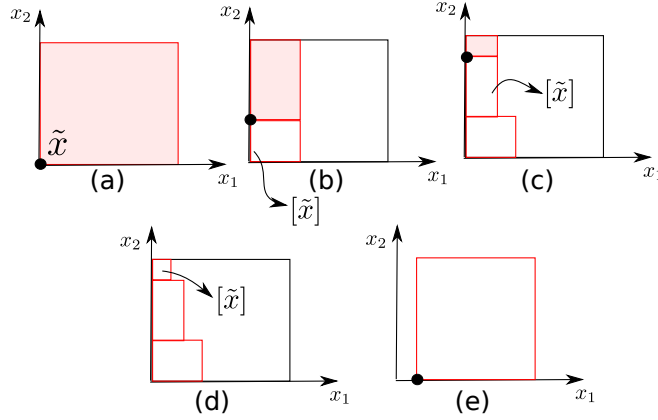 x₂ x₂ x₂
x̃ [x̃]
x₁ x₁ x₁
(a) (b) (c)
[x̃]
x₂ x₂
[x̃]
x₁ x₁
(d) (e)